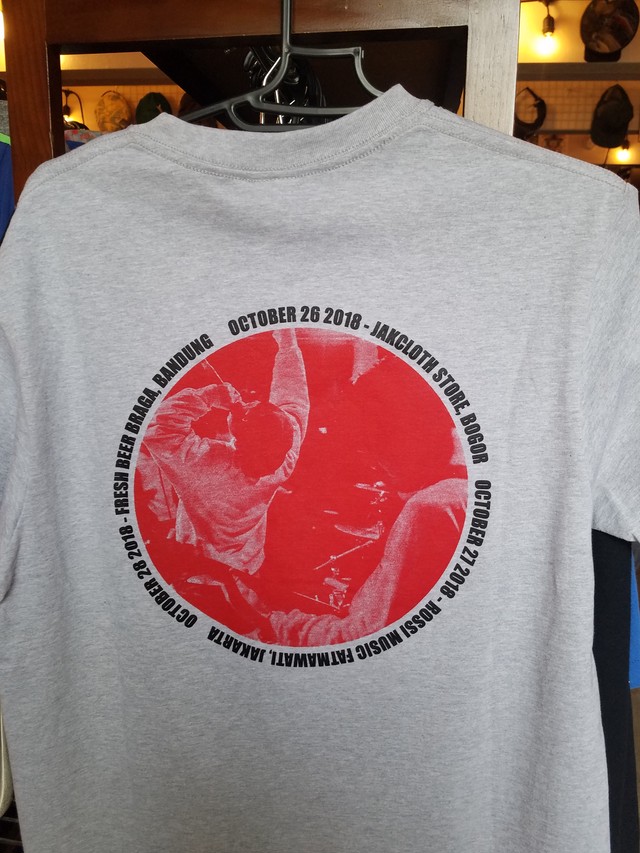 OCTOBER 26 2018 - JAKCLOTH STORE, BOGOR
OCTOBER 27 2018 - ROSSI MUSIC FATMAWATI, JAKARTA
OCTOBER 28 2018 - FRESH BEER BRAGA, BANDUNG